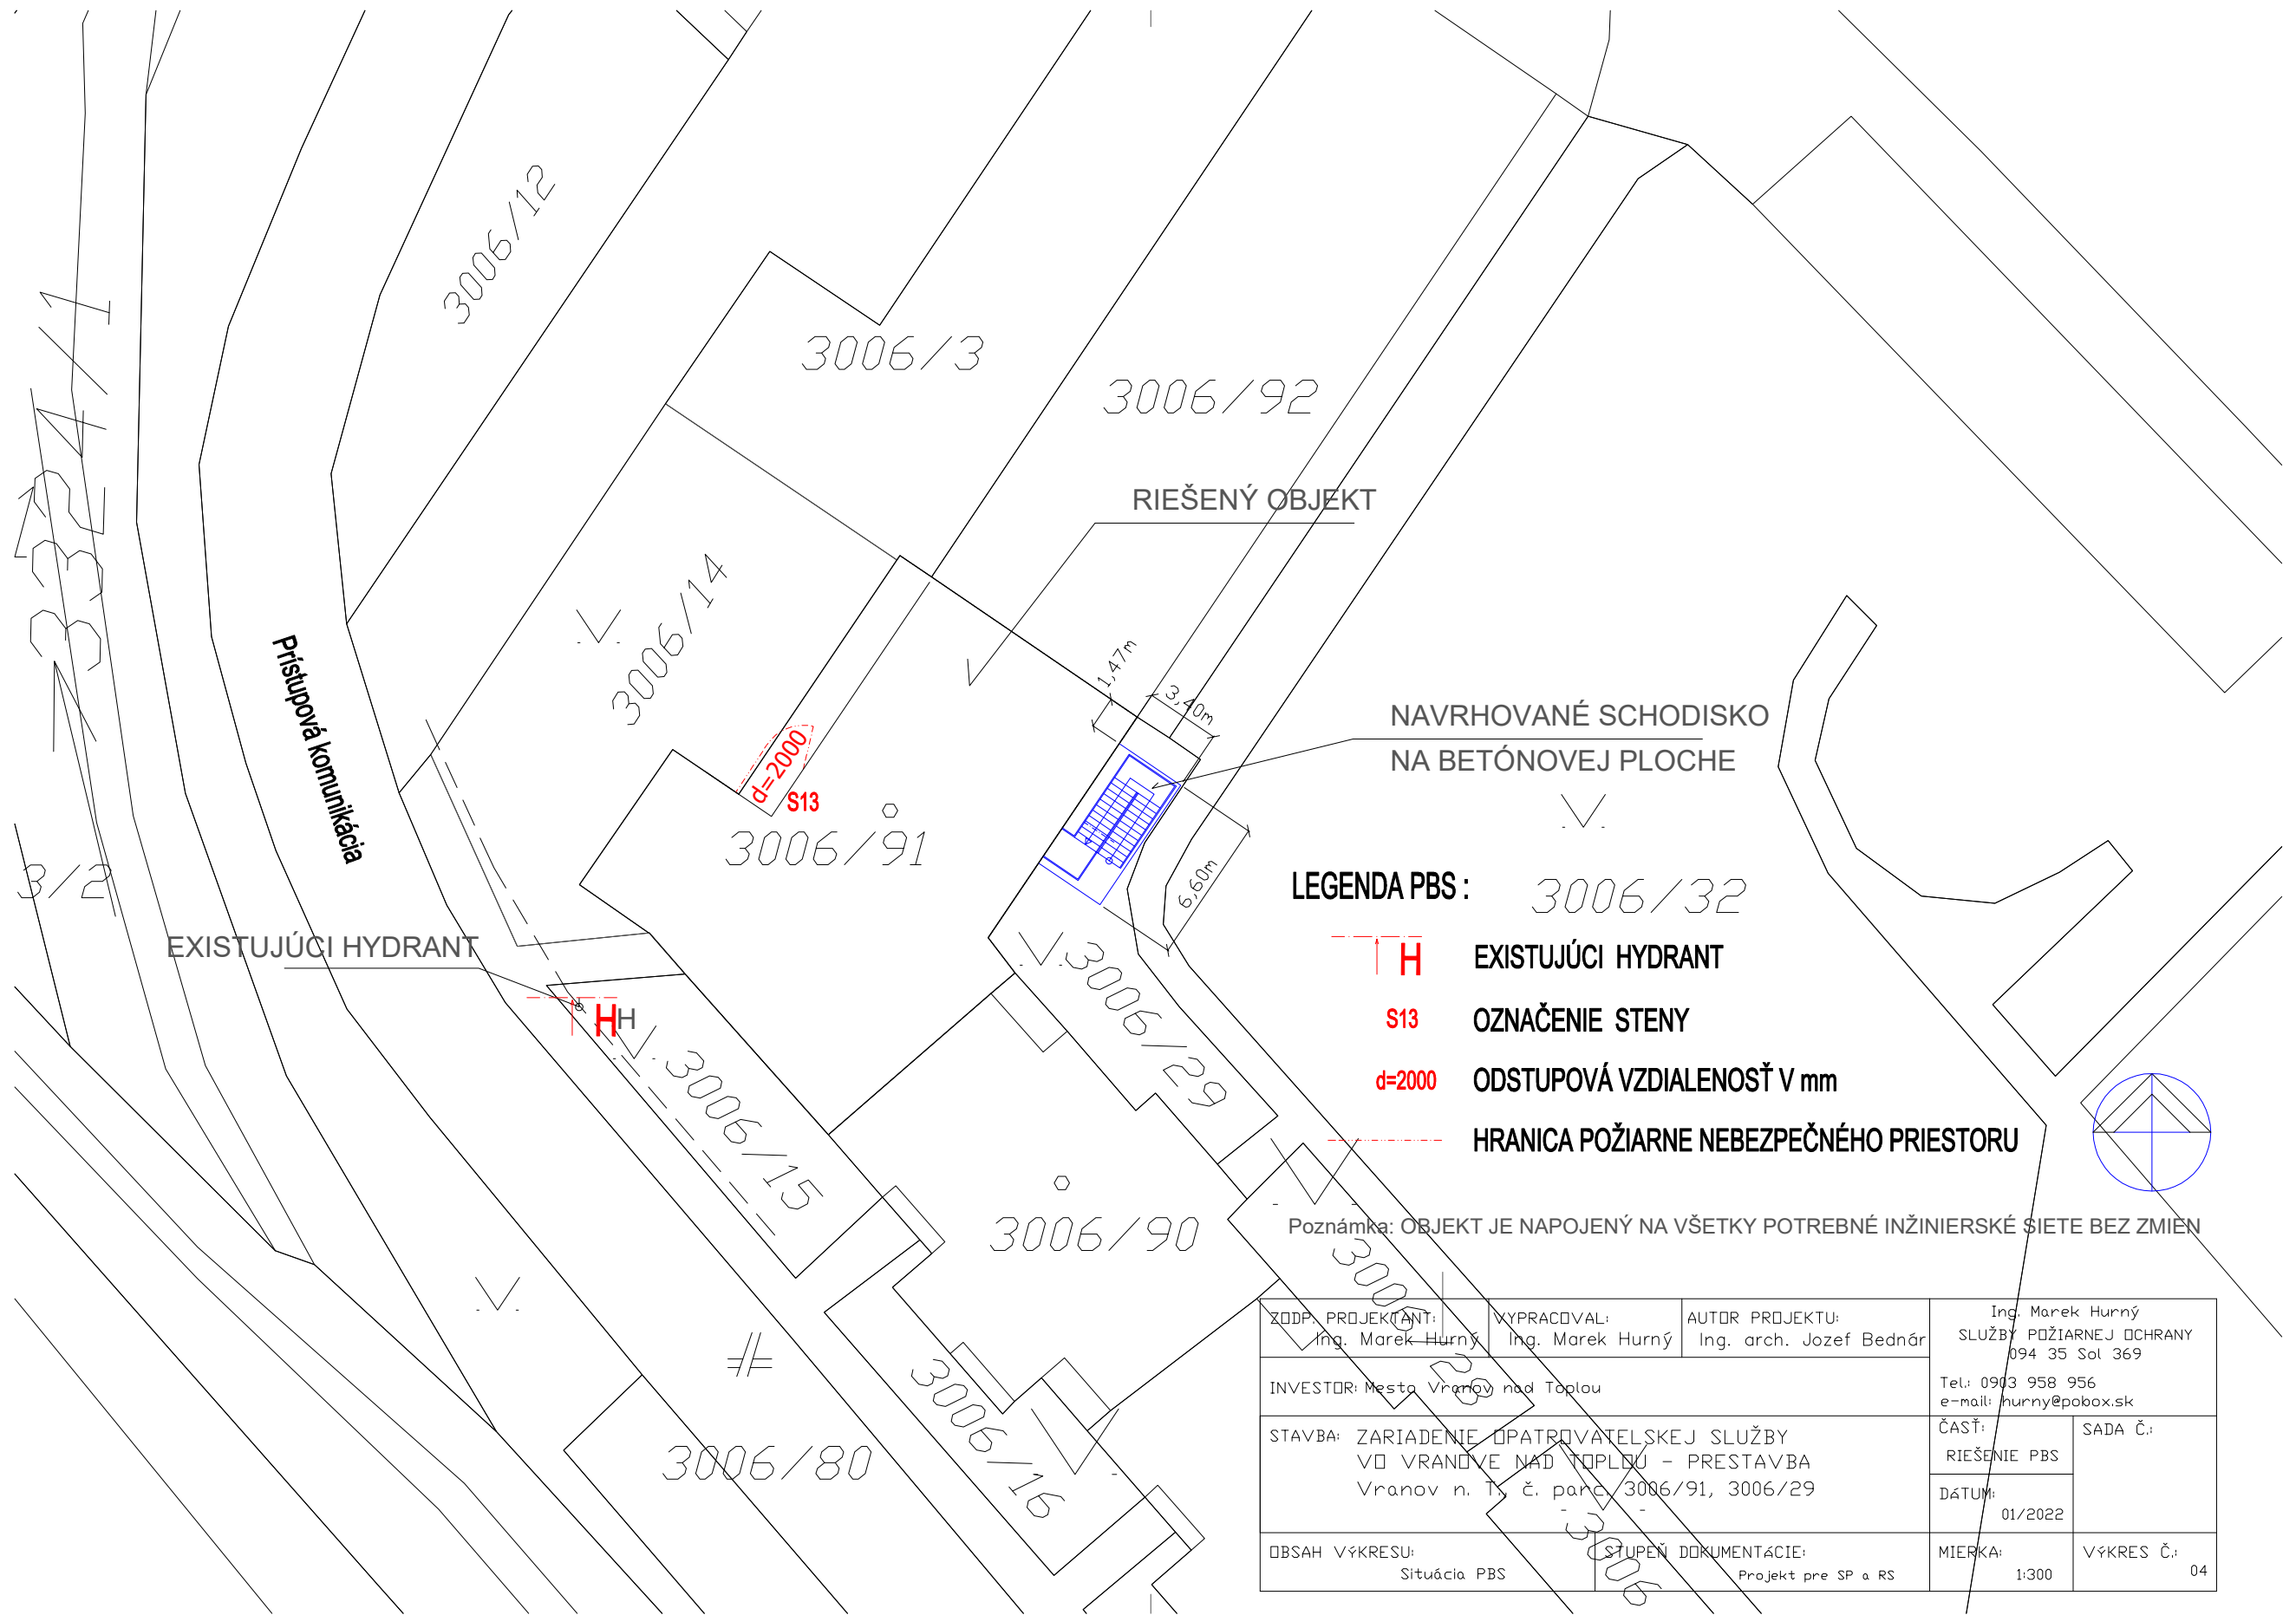 3006/12
3006/3
3006/92
3324/1
RIEŠENÝ OBJEKT
3006/14
Prístupová komunikácia
1,47m
3,40m
NAVRHOVANÉ SCHODISKO
NA BETÓNOVEJ PLOCHE
d=2000
S13
3006/91
3/2
6,60m
LEGENDA PBS :
3006/32
EXISTUJÚCI HYDRANT
H EXISTUJÚCI HYDRANT
3006/29
HH
S13 OZNAČENIE STENY
3006/15
d=2000 ODSTUPOVÁ VZDIALENOSŤ V mm
HRANICA POŽIARNE NEBEZPEČNÉHO PRIESTORU
3006/90
Poznámka: OBJEKT JE NAPOJENÝ NA VŠETKY POTREBNÉ INŽINIERSKÉ SIETE BEZ ZMIEN
3006/28
3006/16
3006/80
3006
ZODP. PROJEKTANT:
Ing. Marek Hurný
VYPRACOVAL:
Ing. Marek Hurný
AUTOR PROJEKTU:
Ing. arch. Jozef Bednár
Ing. Marek Hurný
SLUŽBY POŽIARNEJ OCHRANY
094 35 Sol 369
Tel.: 0903 958 956
e-mail: hurny@pobox.sk
INVESTOR: Mesto Vranov nad Topľou
STAVBA: ZARIADENIE OPATROVATELSKEJ SLUŽBY
VO VRANOVE NAD TOPLOU - PRESTAVBA
Vranov n. T., č. parc. 3006/91, 3006/29
ČASŤ:
RIEŠENIE PBS
SADA Č.:
DÁTUM:
01/2022
OBSAH VÝKRESU:
Situácia PBS
STUPEŇ DOKUMENTÁCIE:
Projekt pre SP a RS
MIERKA:
1:300
VÝKRES Č.:
04